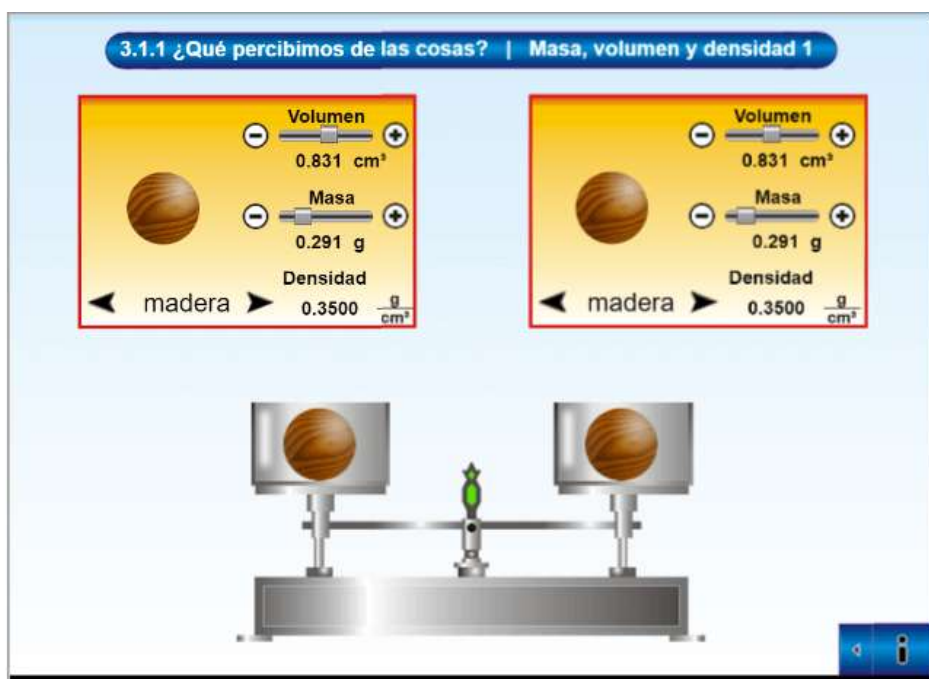 3.1.1 ¿Qué percibimos de las cosas? | Masa, volumen y densidad 1
Volumen
0.831 cm³
Masa
0.291 g
Densidad
madera
0.3500 g/cm³
Volumen
0.831 cm³
Masa
0.291 g
Densidad
madera
0.3500 g/cm³
i